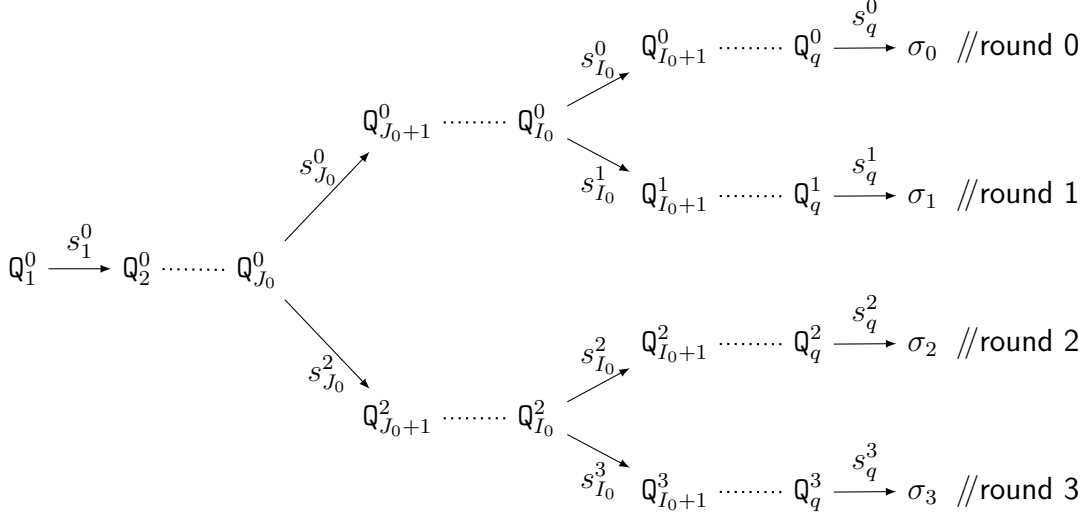 s_q^0
Q_{I_0+1}^0 ........ Q_q^0 → σ_0 //round 0
s_{I_0}^0
Q_{J_0+1}^0 ........ Q_{I_0}^0
s_{J_0}^0
s_{I_0}^1
s_q^1
Q_{I_0+1}^1 ........ Q_q^1 → σ_1 //round 1
s_1^0
Q_1^0 → Q_2^0 ........ Q_{J_0}^0
s_{J_0}^2
s_q^2
s_{I_0}^2
Q_{I_0+1}^2 ........ Q_q^2 → σ_2 //round 2
Q_{J_0+1}^2 ........ Q_{I_0}^2
s_{I_0}^3
s_q^3
Q_{I_0+1}^3 ........ Q_q^3 → σ_3 //round 3